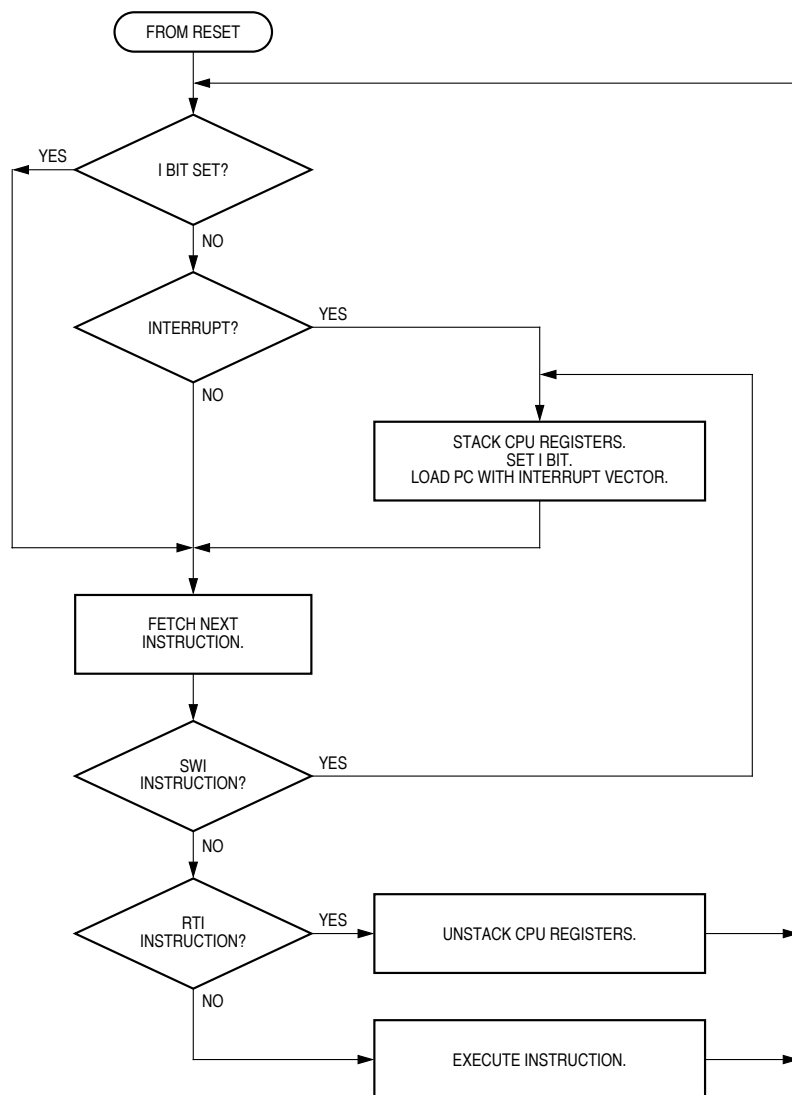 FROM RESET
YES
I BIT SET?
NO
INTERRUPT?
YES
NO
STACK CPU REGISTERS.
SET I BIT.
LOAD PC WITH INTERRUPT VECTOR.
FETCH NEXT
INSTRUCTION.
SWI
INSTRUCTION?
YES
NO
RTI
INSTRUCTION?
YES
UNSTACK CPU REGISTERS.
NO
EXECUTE INSTRUCTION.